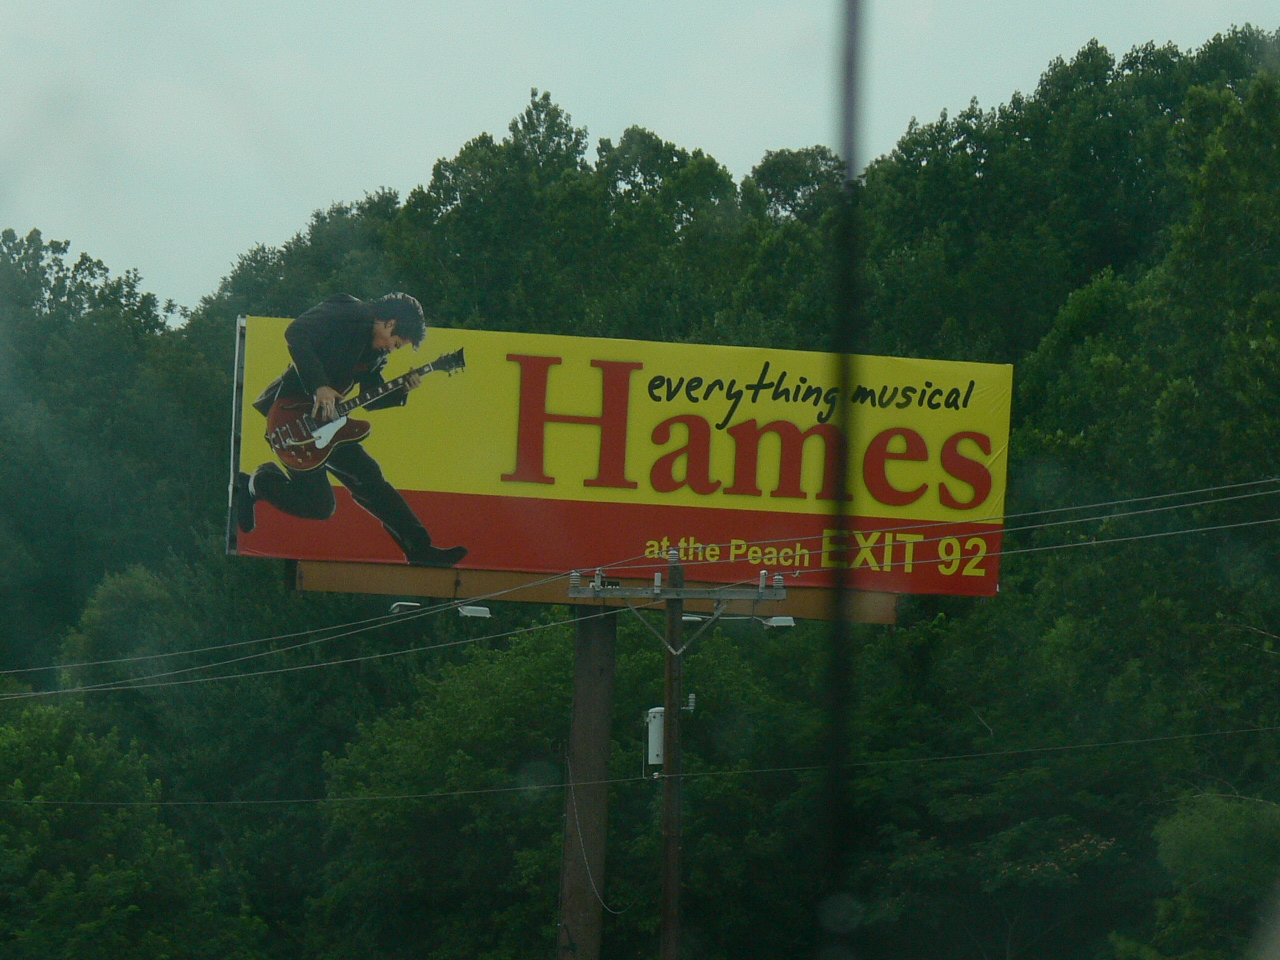 everything musical
Hames
at the Peach EXIT 92